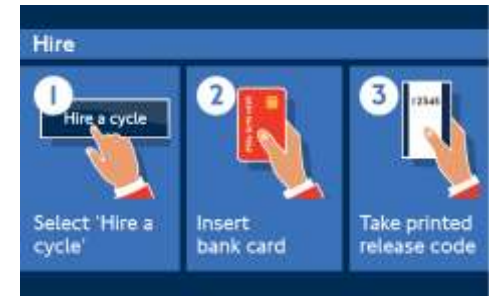 Hire
1
Hire a cycle
Select 'Hire a
cycle'
2
Insert
bank card
3
12345
Take printed
release code